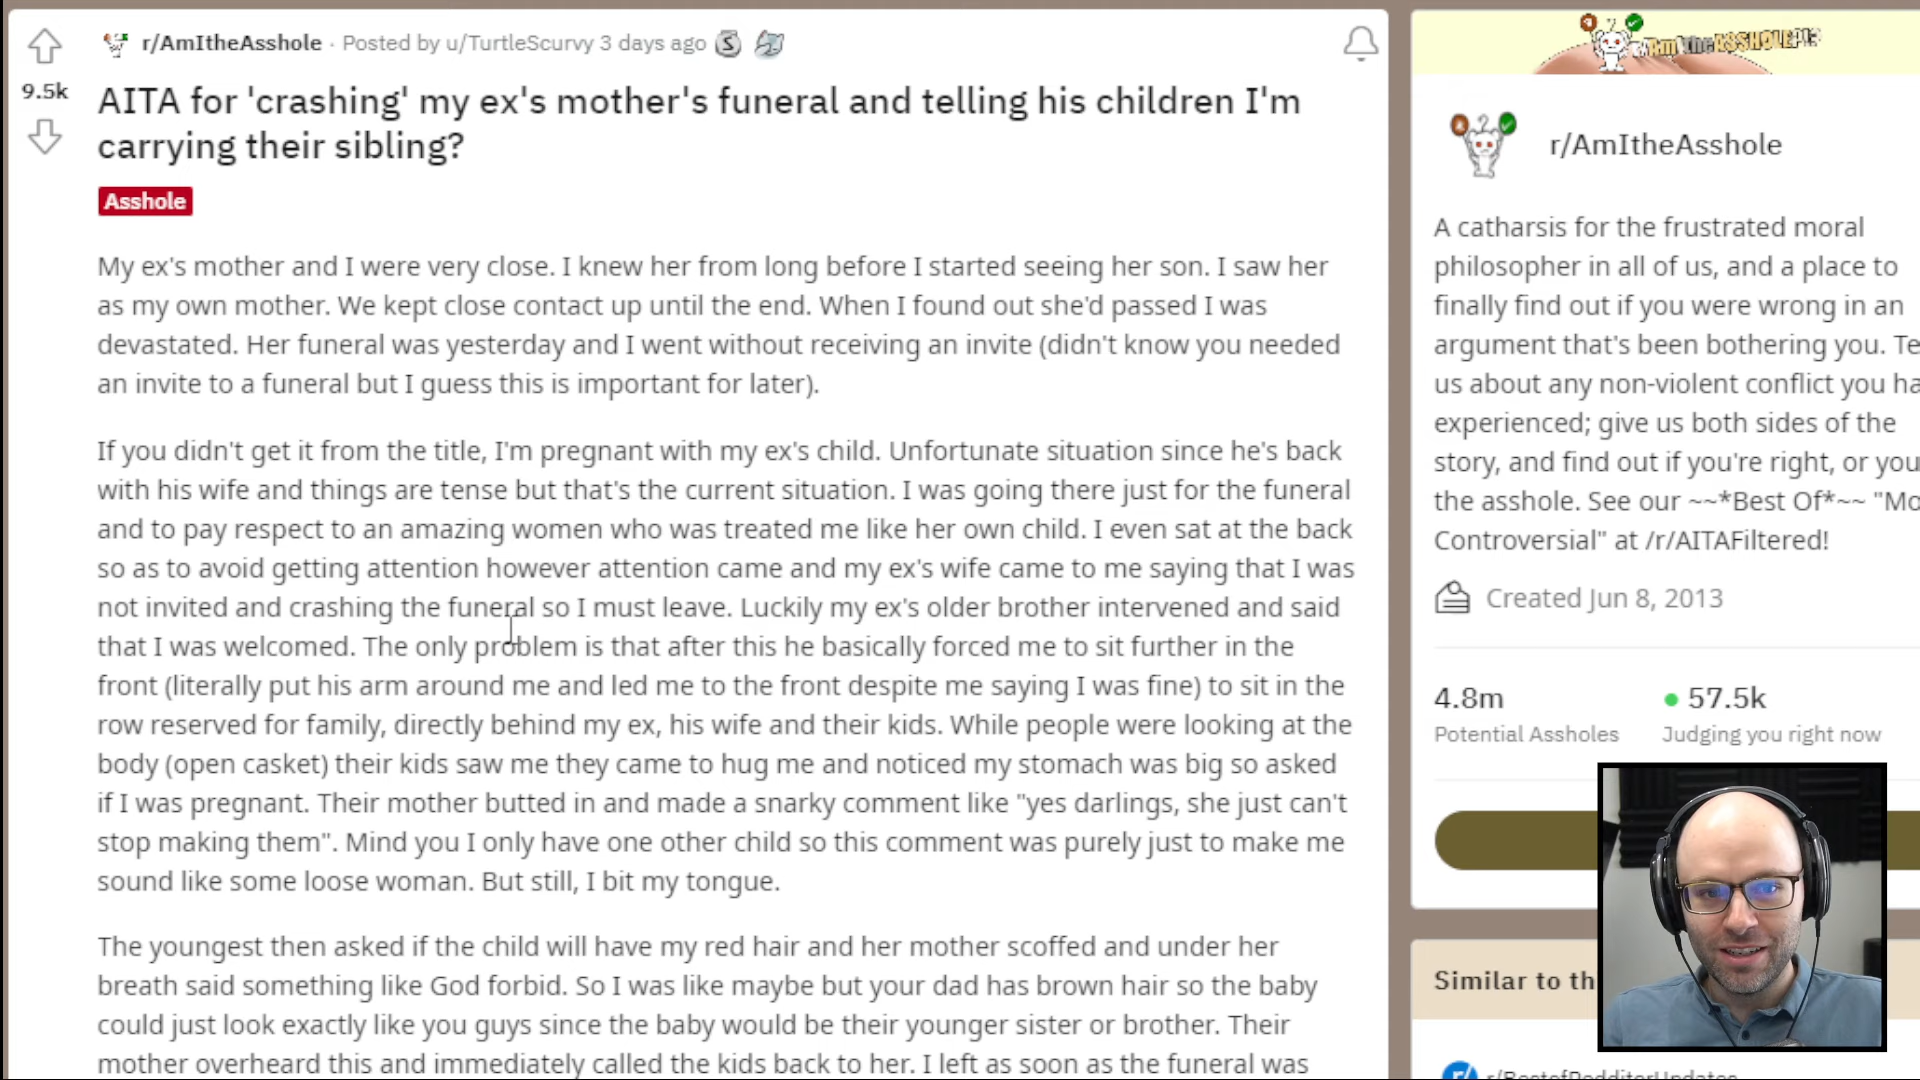 r/AmItheAsshole · Posted by u/TurtleScurvy 3 days ago
9.5k
AITA for 'crashing' my ex's mother's funeral and telling his children I'm
carrying their sibling?
Asshole
My ex's mother and I were very close. I knew her from long before I started seeing her son. I saw her
as my own mother. We kept close contact up until the end. When I found out she'd passed I was
devastated. Her funeral was yesterday and I went without receiving an invite (didn't know you needed
an invite to a funeral but I guess this is important for later).
If you didn't get it from the title, I'm pregnant with my ex's child. Unfortunate situation since he's back
with his wife and things are tense but that's the current situation. I was going there just for the funeral
and to pay respect to an amazing women who was treated me like her own child. I even sat at the back
so as to avoid getting attention however attention came and my ex's wife came to me saying that I was
not invited and crashing the funeral so I must leave. Luckily my ex's older brother intervened and said
that I was welcomed. The only problem is that after this he basically forced me to sit further in the
front (literally put his arm around me and led me to the front despite me saying I was fine) to sit in the
row reserved for family, directly behind my ex, his wife and their kids. While people were looking at the
body (open casket) their kids saw me they came to hug me and noticed my stomach was big so asked
if I was pregnant. Their mother butted in and made a snarky comment like "yes darlings, she just can't
stop making them". Mind you I only have one other child so this comment was purely just to make me
sound like some loose woman. But still, I bit my tongue.
The youngest then asked if the child will have my red hair and her mother scoffed and under her
breath said something like God forbid. So I was like maybe but your dad has brown hair so the baby
could just look exactly like you guys since the baby would be their younger sister or brother. Their
mother overheard this and immediately called the kids back to her. I left as soon as the funeral was
Am the ASSHOLE
r/AmItheAsshole
A catharsis for the frustrated moral
philosopher in all of us, and a place to
finally find out if you were wrong in an
argument that's been bothering you. Te
us about any non-violent conflict you ha
experienced; give us both sides of the
story, and find out if you're right, or you
the asshole. See our ~~*Best Of*~~ "Mo
Controversial" at /r/AITAFiltered!
Created Jun 8, 2013
4.8m
57.5k
Potential Assholes
Judging you right now
Similar to th
r/BestofRedditorUpdates